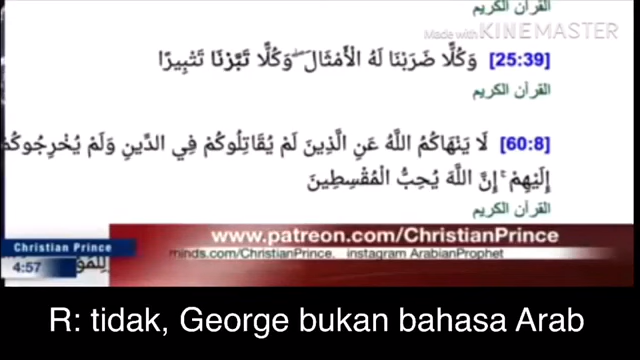 القرآن الكريم
Made with KINEMASTER
[25:39] وَكُلًّا ضَرَبْنَا لَهُ الْأَمْثَالَ ۖ وَكُلًّا تَبَّرْنَا تَتْبِيرًا
القرآن الكريم
[60:8] لَا يَنْهَاكُمُ اللَّهُ عَنِ الَّذِينَ لَمْ يُقَاتِلُوكُمْ فِي الدِّينِ وَلَمْ يُخْرِجُوكُمْ
إِلَيْهِمْ ۚ إِنَّ اللَّهَ يُحِبُّ الْمُقْسِطِينَ
القرآن الكريم
www.patreon.com/ChristianPrince
Christian Prince
minds.com/ChristianPrince. instagram ArabianProphet
4:57
R: tidak, George bukan bahasa Arab